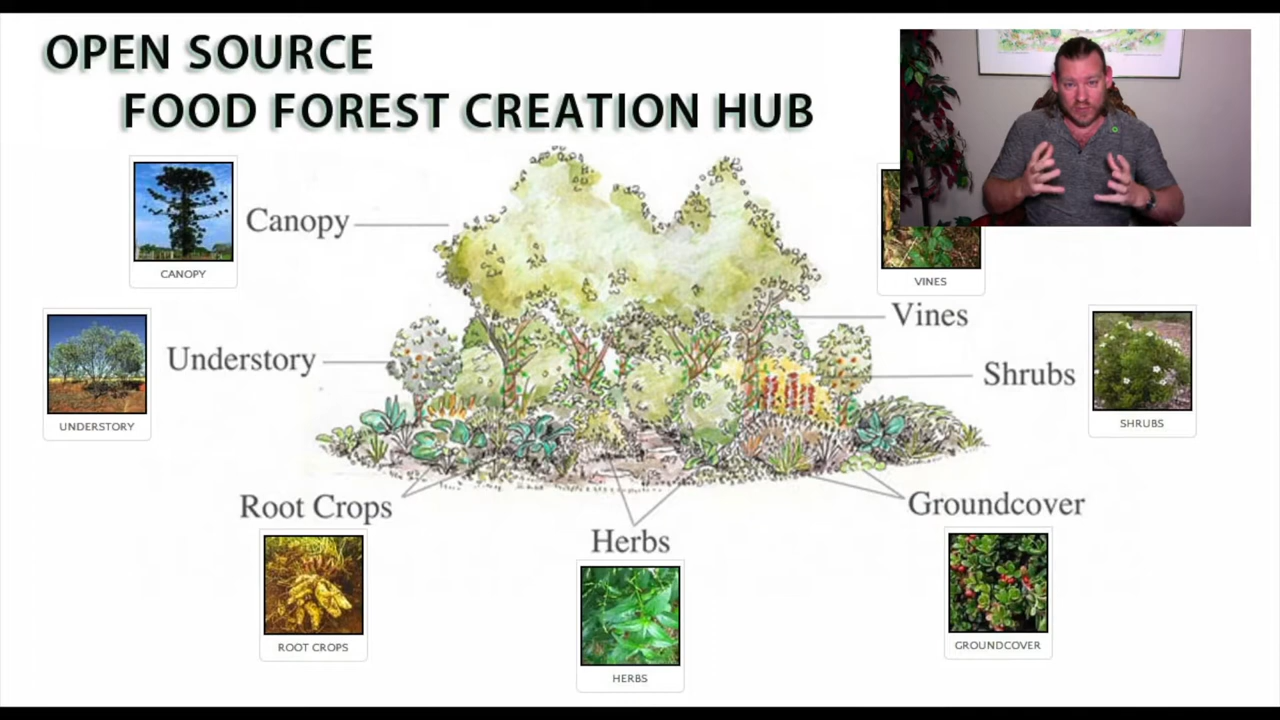 OPEN SOURCE
FOOD FOREST CREATION HUB
CANOPY
Canopy
VINES
Vines
UNDERSTORY
Understory
Shrubs
SHRUBS
Root Crops
Groundcover
ROOT CROPS
Herbs
HERBS
GROUNDCOVER